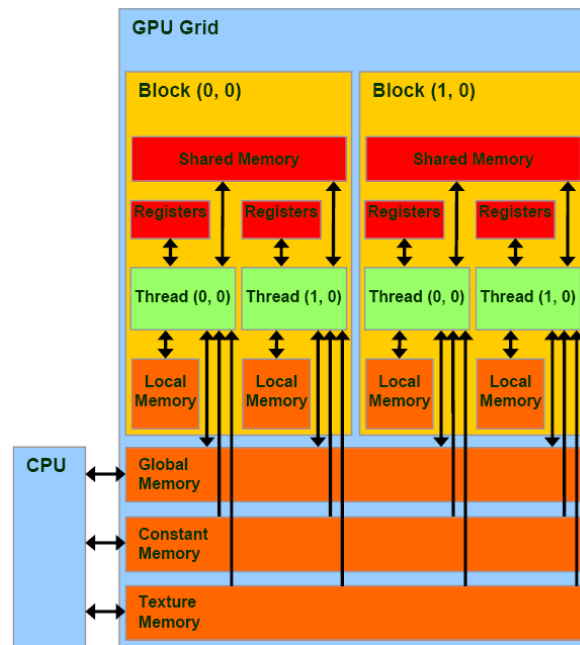 GPU Grid
Block (0, 0)
Block (1, 0)
Shared Memory
Shared Memory
Registers
Registers
Registers
Registers
Thread (0, 0)
Thread (1, 0)
Thread (0, 0)
Thread (1, 0)
Local
Memory
Local
Memory
Local
Memory
Local
Memory
CPU
Global
Memory
Constant
Memory
Texture
Memory